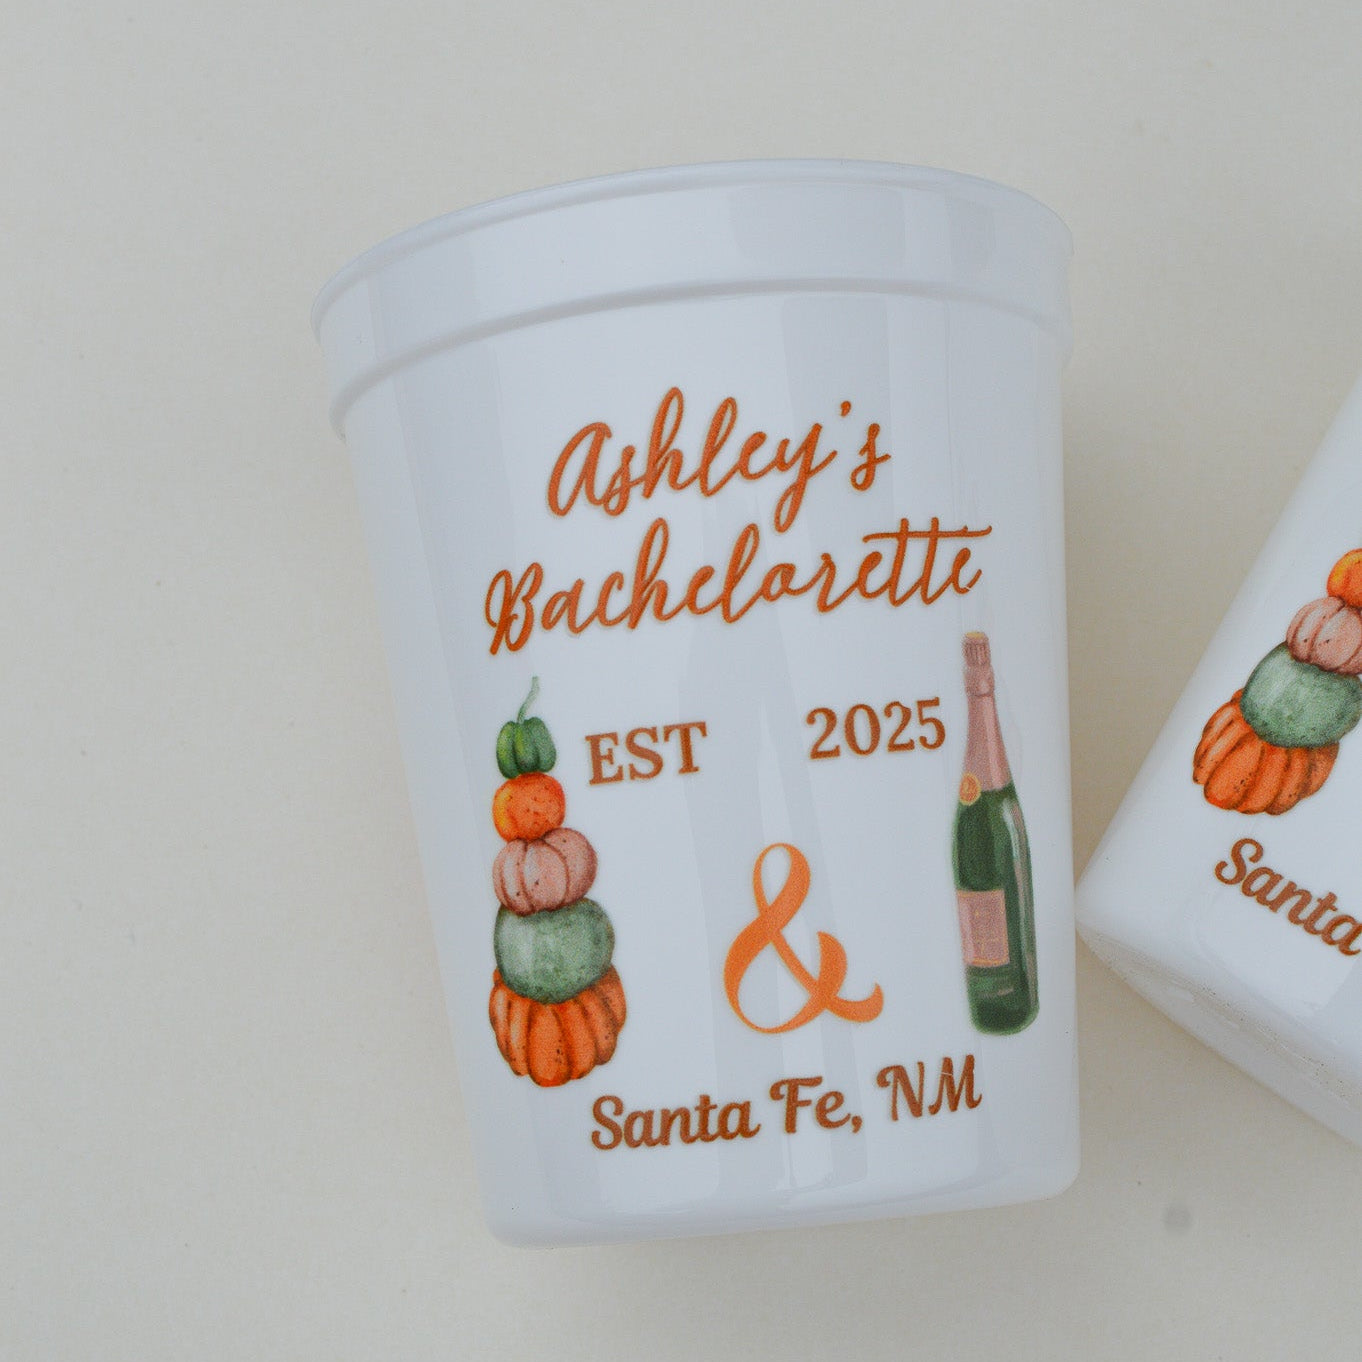 Ashley's
Bachelorette
EST 2025
&
Santa Fe, NM
Santa